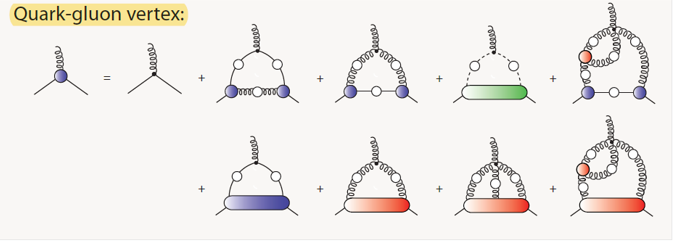 Quark-gluon vertex:
= + + + +
+ + + +